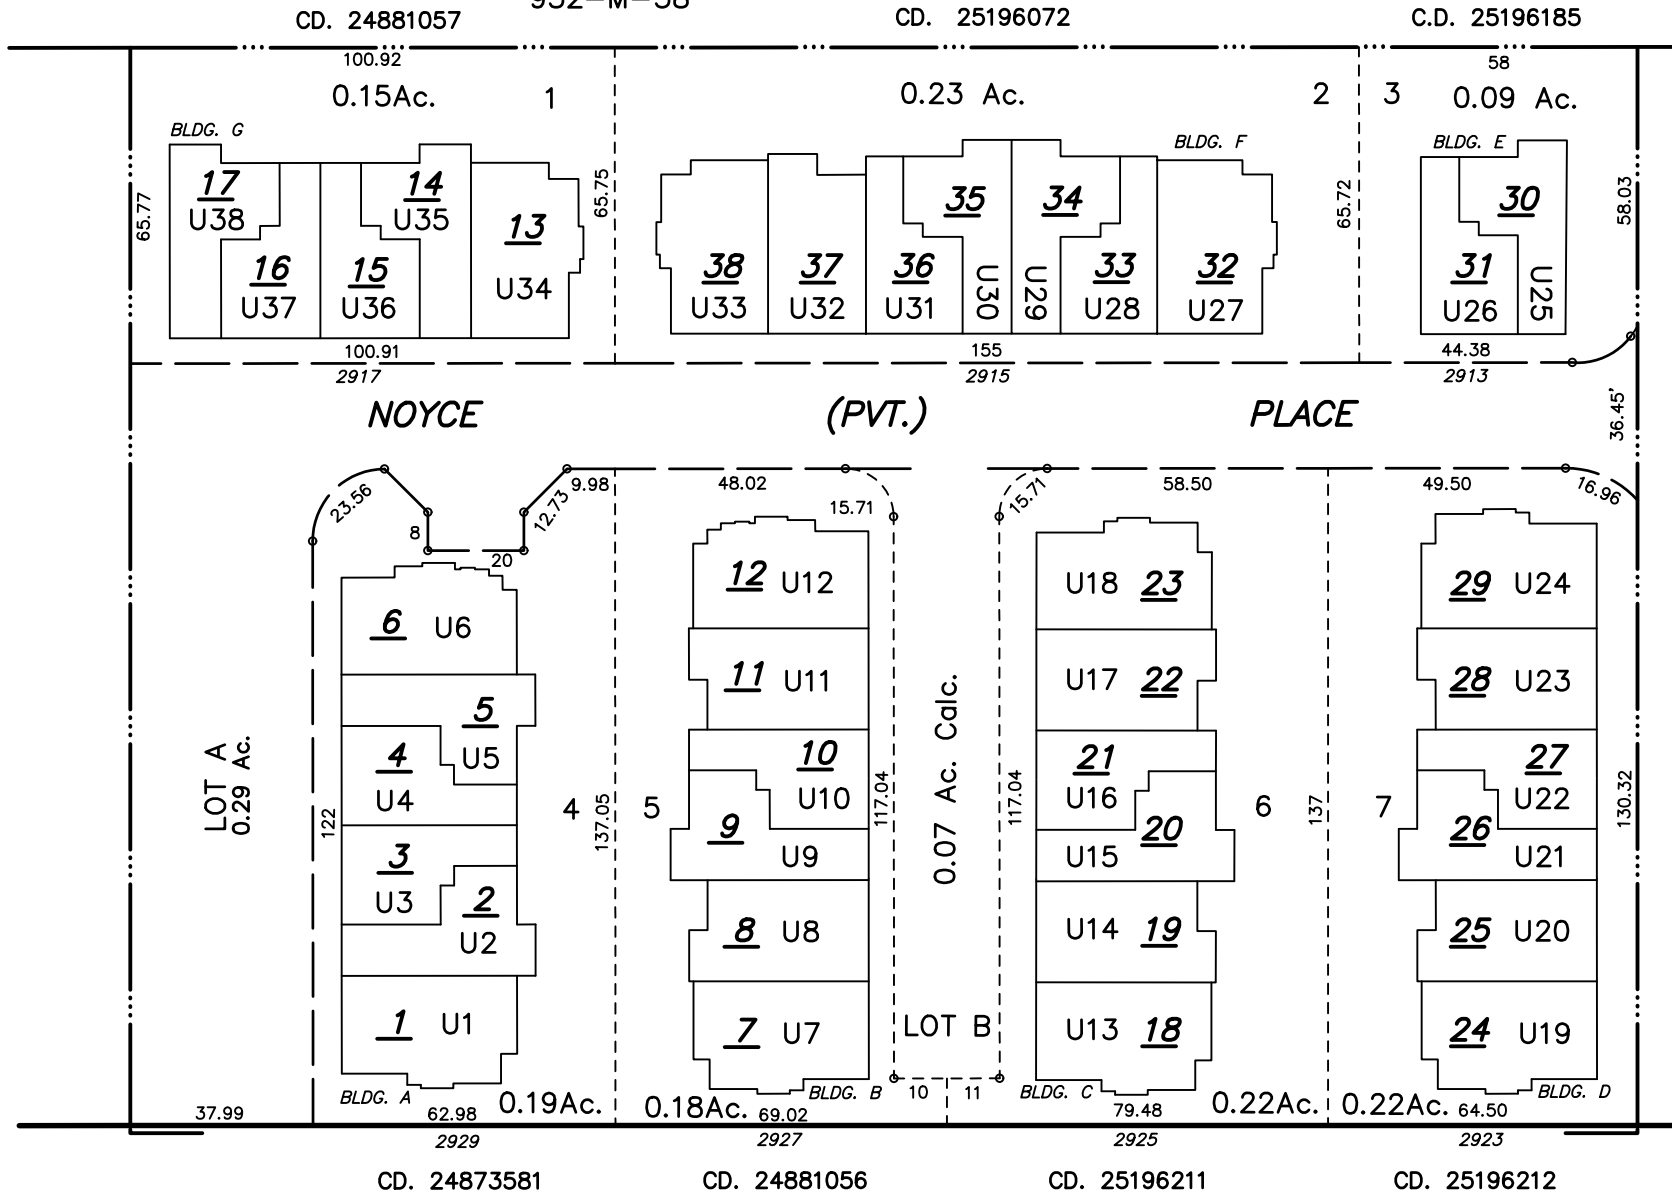 952-M-58
CD. 24881057
CD. 25196072
C.D. 25196185
100.92
58
0.15Ac.
1
0.23 Ac.
2
3
0.09 Ac.
BLDG. G
BLDG. F
BLDG. E
17
U38
14
U35
13
U34
16
U37
15
U36
65.77
65.75
38
U33
37
U32
36
U31
35
U30
34
U29
33
U28
32
U27
65.72
31
U26
30
U25
58.03
100.91
155
44.38
2917
2915
2913
NOYCE
(PVT.)
PLACE
36.45'
23.56
8
20
12.73
9.98
48.02
15.71
15.71
58.50
49.50
16.96
6
U6
5
U5
4
U4
3
U3
2
U2
1
U1
LOT A
0.29 Ac.
122
4
137.05
5
12
U12
11
U11
10
U10
9
U9
8
U8
7
U7
117.04
0.07 Ac. Calc.
117.04
LOT B
10
11
U18
23
U17
22
21
U16
20
U15
U14
19
U13
18
6
137
7
29
U24
28
U23
27
U22
26
U21
25
U20
24
U19
130.32
BLDG. A
BLDG. B
BLDG. C
BLDG. D
37.99
62.98
0.19Ac.
0.18Ac.
69.02
79.48
0.22Ac.
0.22Ac.
64.50
2929
2927
2925
2923
CD. 24873581
CD. 24881056
CD. 25196211
CD. 25196212